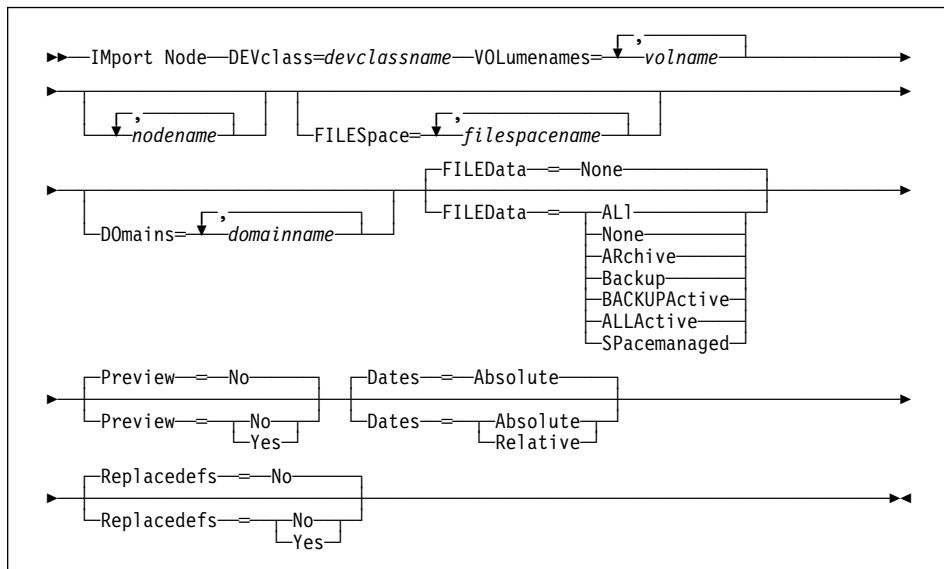 ,
IMport Node DEVclass=devclassname VOLumenames= volname
, ,
nodename FILESpace= filespacename
FILEData = None
, FILEData = ALl
DOmains= domainname None
ARchive
Backup
BACKUPActive
ALLActive
SPacemanaged
Preview = No Dates = Absolute
Preview = No Dates = Absolute
Yes Relative
Replacedefs = No
Replacedefs = No
Yes